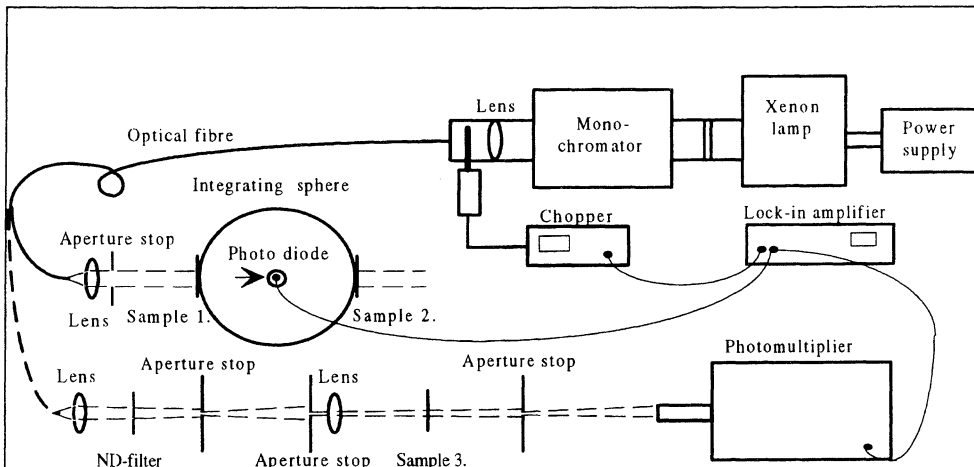 Lens
Mono-
chromator
Xenon
lamp
Power
supply
Optical fibre
Integrating sphere
Chopper
Lock-in amplifier
Aperture stop
Photo diode
Lens
Sample 1.
Sample 2.
Photomultiplier
Aperture stop
Aperture stop
Lens
Lens
ND-filter
Aperture stop
Sample 3.